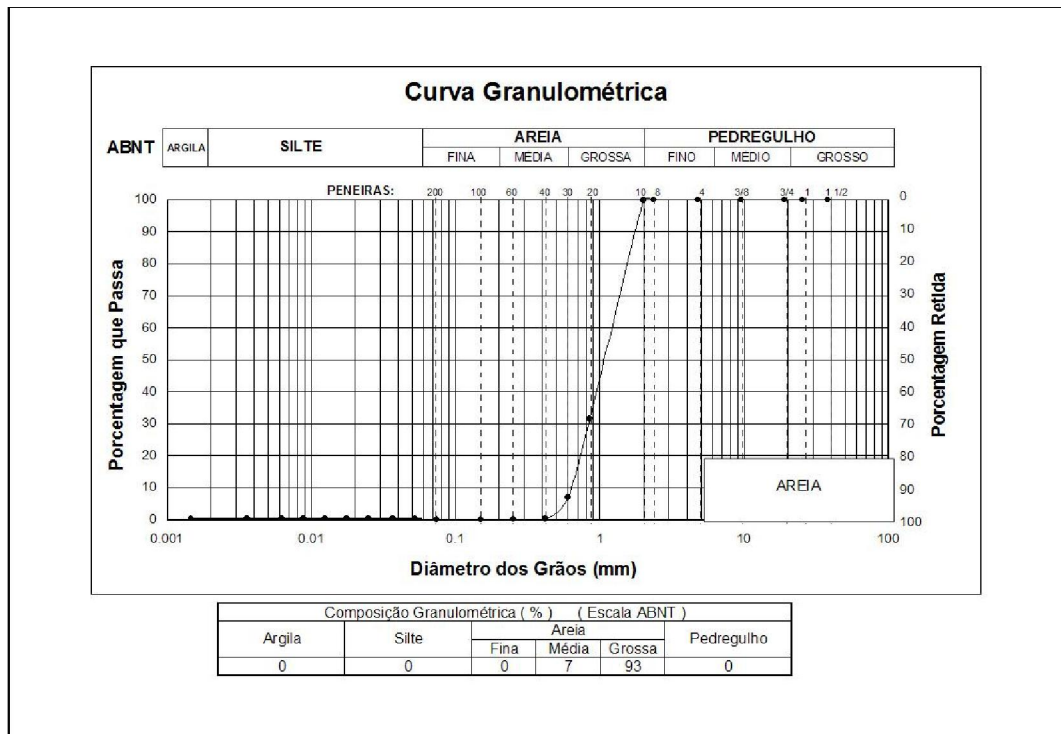 Curva Granulométrica
ABNT ARGILA SILTE AREIA PEDREGULHO
FINA MÉDIA GROSSA FINO MÉDIO GROSSO
PENEIRAS: 200 100 60 40 30 20 10 8 4 3/8 3/4 1 1 1/2
Porcentagem que Passa
100
90
80
70
60
50
40
30
20
10
0
0
10
20
30
40
50
60
70
80
90
100
Porcentagem Retida
AREIA
0.001 0.01 0.1 1 10 100
Diâmetro dos Grãos (mm)
Composição Granulométrica ( % ) ( Escala ABNT )
Argila Silte Areia Pedregulho
Fina Média Grossa
0 0 0 7 93 0